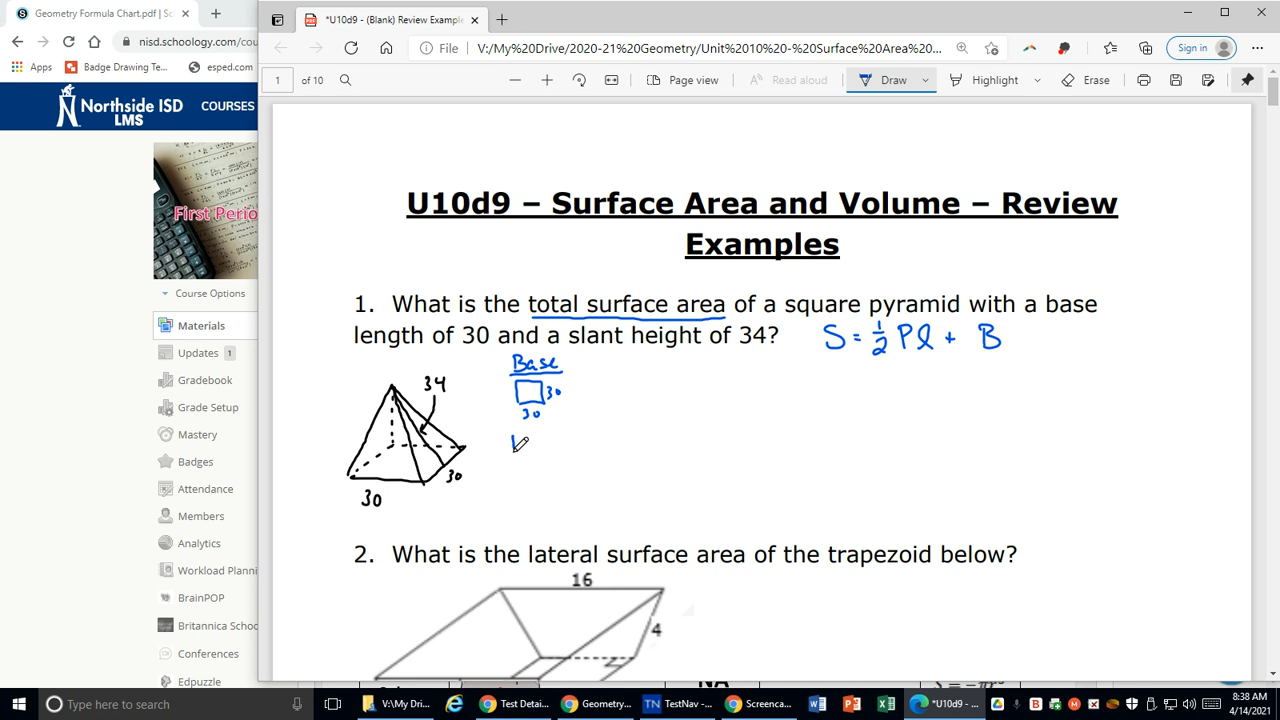 Geometry Formula Chart.pdf
*U10d9 - (Blank) Review Example
nisd.schoology.com/cou
File
V:/My%20Drive/2020-21%20Geometry/Unit%2010%20-%20Surface%20Area%20...
Sign in
Apps
Badge Drawing Te...
esped.com
1
of 10
Page view
Read aloud
Draw
Highlight
Erase
Northside ISD
LMS
COURSES
First Perio
Course Options
Materials
Updates 1
Gradebook
Grade Setup
Mastery
Badges
Attendance
Members
Analytics
Workload Planni
BrainPOP
Britannica Schoo
Conferences
Edpuzzle
U10d9 – Surface Area and Volume – Review
Examples
1. What is the total surface area of a square pyramid with a base
length of 30 and a slant height of 34?
S = 1/2 Pl + B
Base
34
30
30
30
30
2. What is the lateral surface area of the trapezoid below?
16
4
NA
Type here to search
V:\My Dri...
Test Detai...
Geometry...
TestNav -...
Screenca...
*U10d9 -...
8:38 AM
4/14/2021